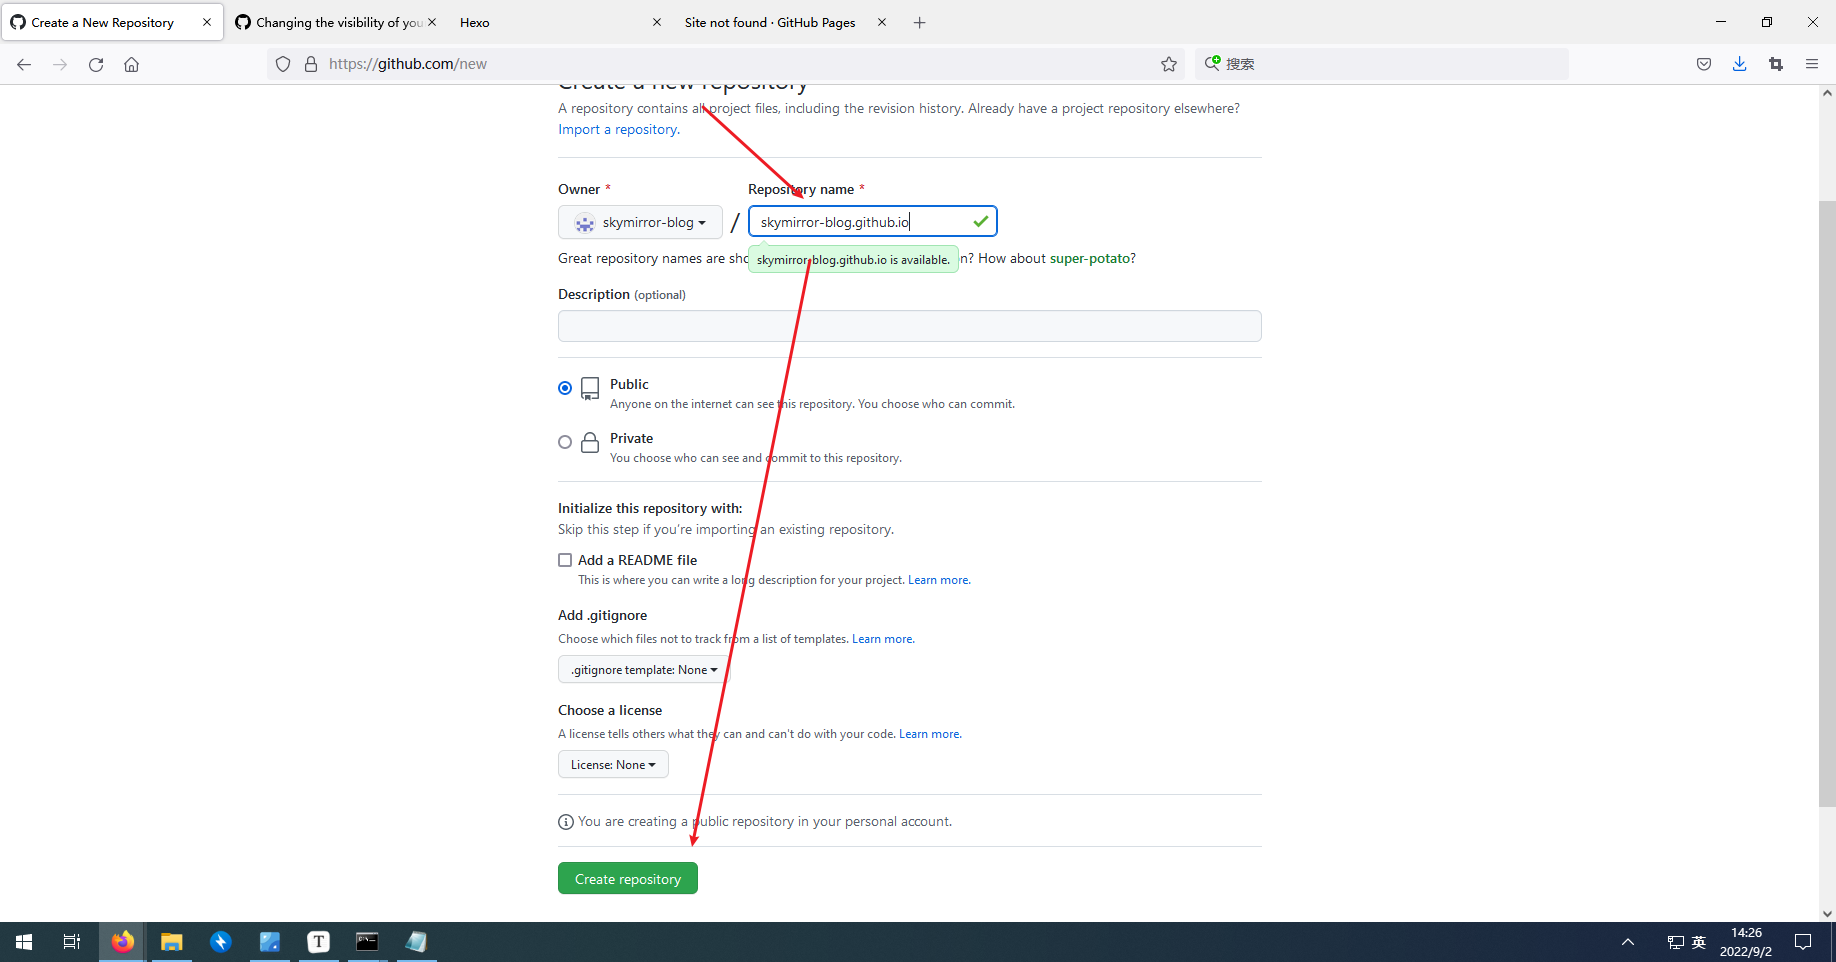 Create a New Repository
Changing the visibility of you
Hexo
Site not found · GitHub Pages
https://github.com/new
搜索
Create a new repository
A repository contains all project files, including the revision history. Already have a project repository elsewhere?
Import a repository.
Owner *
Repository name *
skymirror-blog
/
skymirror-blog.github.io
Great repository names are sho
skymirror-blog.github.io is available.
n? How about super-potato?
Description (optional)
Public
Anyone on the internet can see this repository. You choose who can commit.
Private
You choose who can see and commit to this repository.
Initialize this repository with:
Skip this step if you're importing an existing repository.
Add a README file
This is where you can write a long description for your project. Learn more.
Add .gitignore
Choose which files not to track from a list of templates. Learn more.
.gitignore template: None
Choose a license
A license tells others what they can and can't do with your code. Learn more.
License: None
You are creating a public repository in your personal account.
Create repository
T
英
14:26
2022/9/2